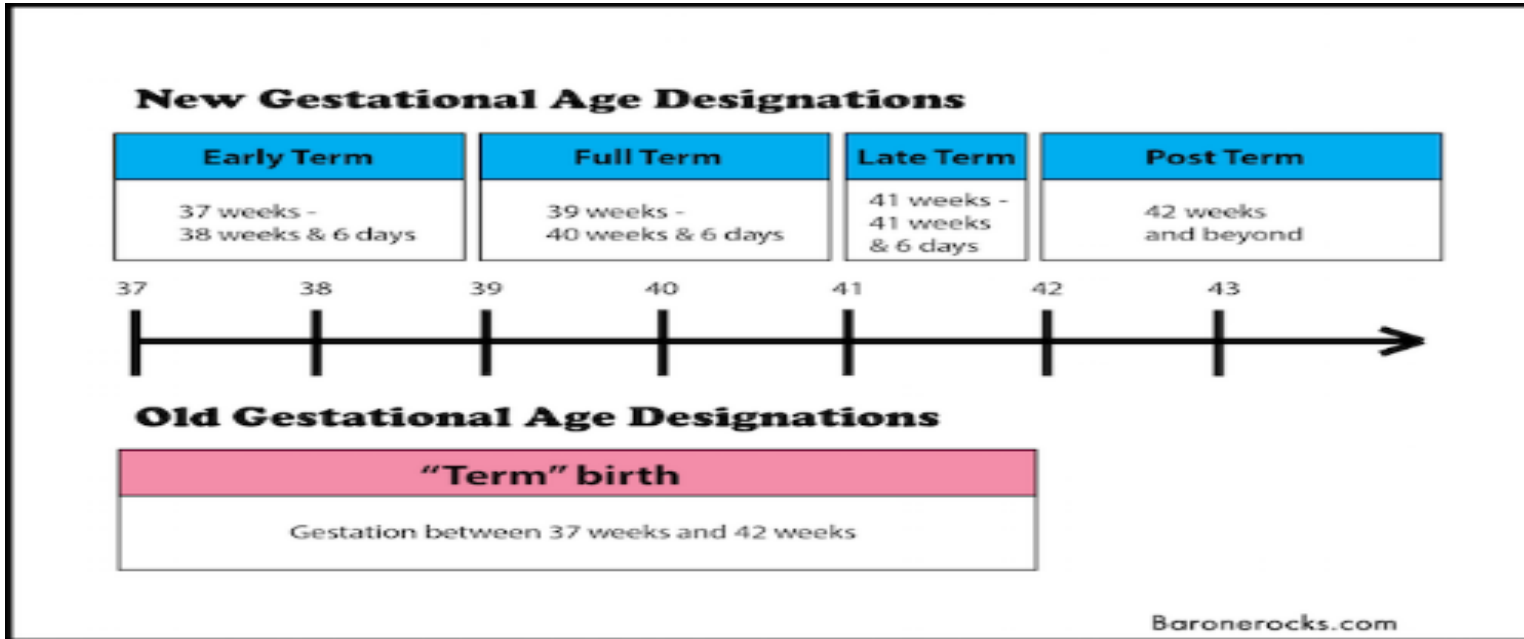 New Gestational Age Designations
Early Term
37 weeks -
38 weeks & 6 days
Full Term
39 weeks -
40 weeks & 6 days
Late Term
41 weeks -
41 weeks
& 6 days
Post Term
42 weeks
and beyond
37 38 39 40 41 42 43
Old Gestational Age Designations
“Term” birth
Gestation between 37 weeks and 42 weeks
Baronerocks.com